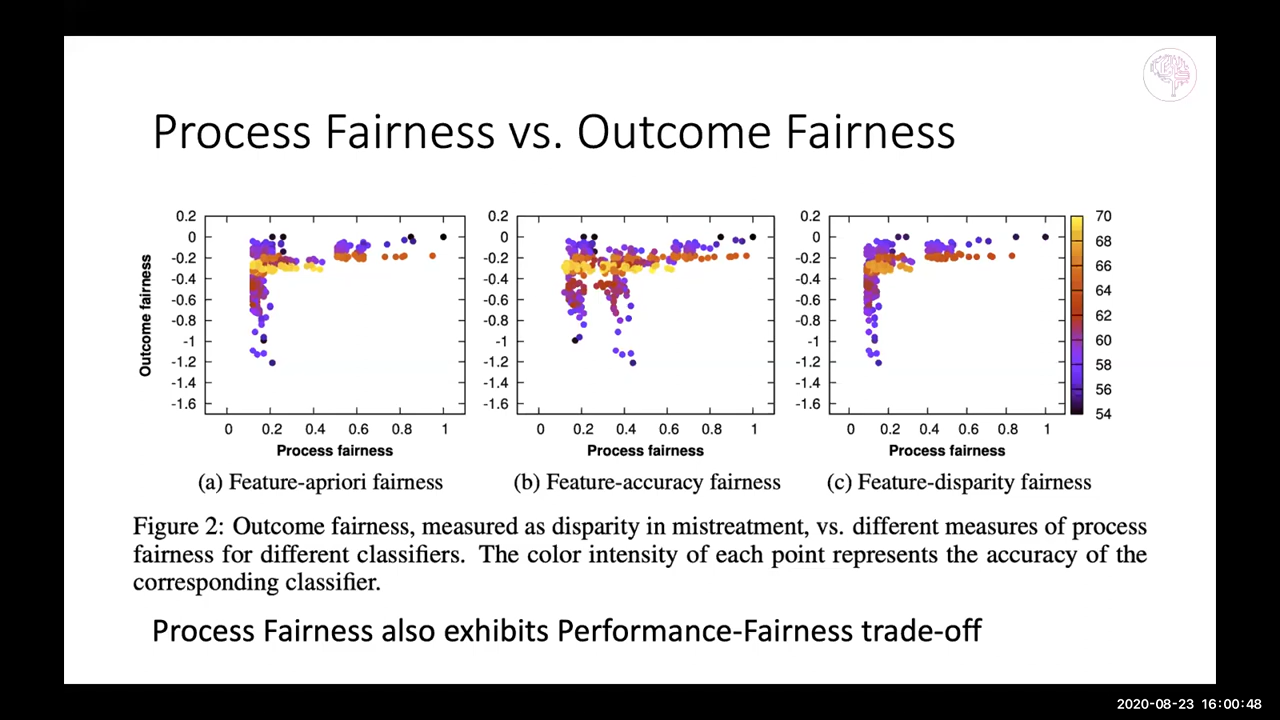 Process Fairness vs. Outcome Fairness
0.2
0
-0.2
-0.4
-0.6
-0.8
-1
-1.2
-1.4
-1.6
Outcome fairness
0 0.2 0.4 0.6 0.8 1
Process fairness
(a) Feature-apriori fairness
0.2
0
-0.2
-0.4
-0.6
-0.8
-1
-1.2
-1.4
-1.6
0 0.2 0.4 0.6 0.8 1
Process fairness
(b) Feature-accuracy fairness
0.2
0
-0.2
-0.4
-0.6
-0.8
-1
-1.2
-1.4
-1.6
0 0.2 0.4 0.6 0.8 1
Process fairness
(c) Feature-disparity fairness
70
68
66
64
62
60
58
56
54
Figure 2: Outcome fairness, measured as disparity in mistreatment, vs. different measures of process
fairness for different classifiers. The color intensity of each point represents the accuracy of the
corresponding classifier.
Process Fairness also exhibits Performance-Fairness trade-off
2020-08-23 16:00:48